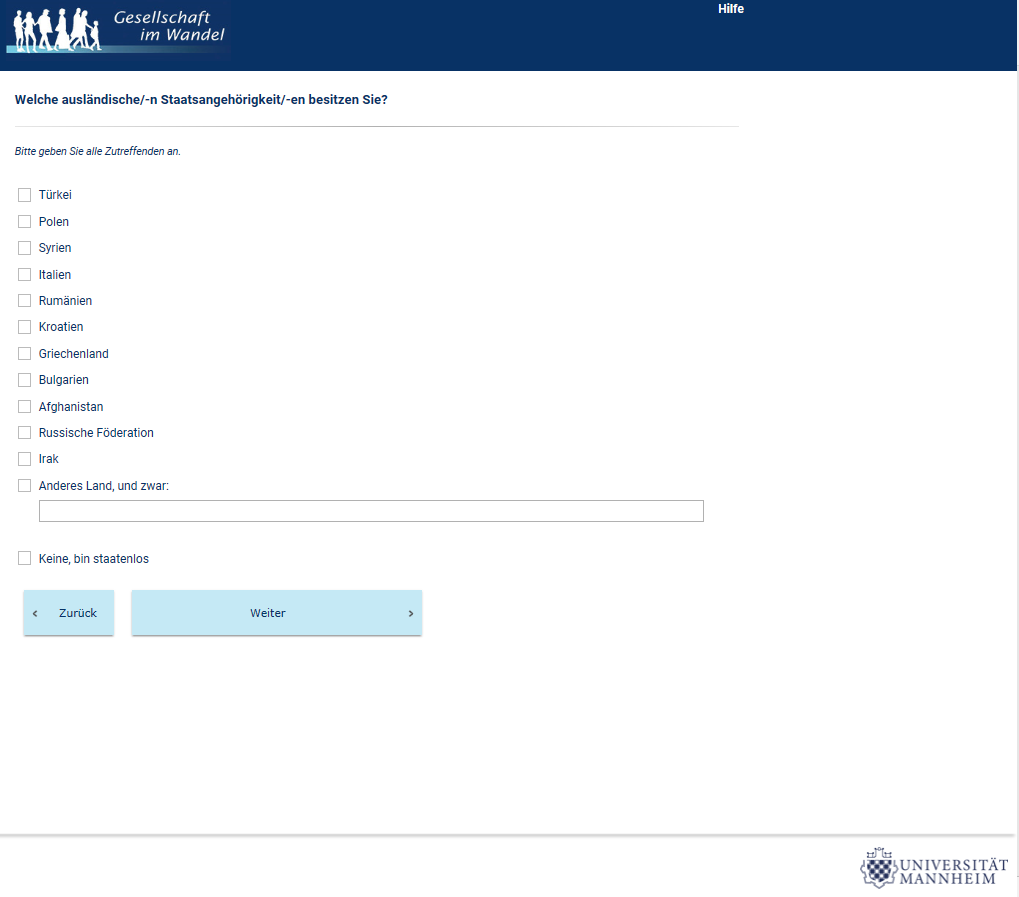 Gesellschaft
im Wandel
Hilfe
Welche ausländische/-n Staatsangehörigkeit/-en besitzen Sie?
Bitte geben Sie alle Zutreffenden an.
Türkei
Polen
Syrien
Italien
Rumänien
Kroatien
Griechenland
Bulgarien
Afghanistan
Russische Föderation
Irak
Anderes Land, und zwar:
Keine, bin staatenlos
‹ Zurück
Weiter ›
UNIVERSITÄT
MANNHEIM